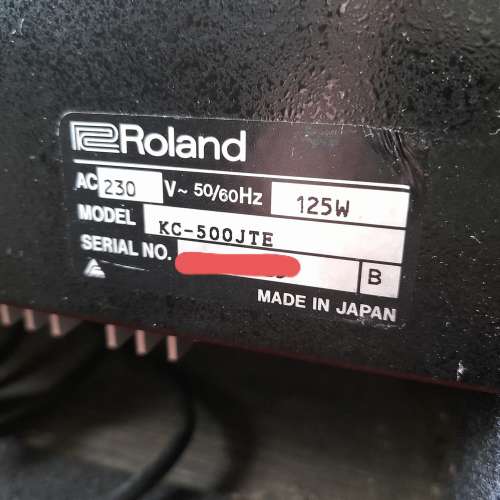 Roland
AC 230 V~ 50/60Hz 125W
MODEL KC-500JTE
SERIAL NO. B
MADE IN JAPAN